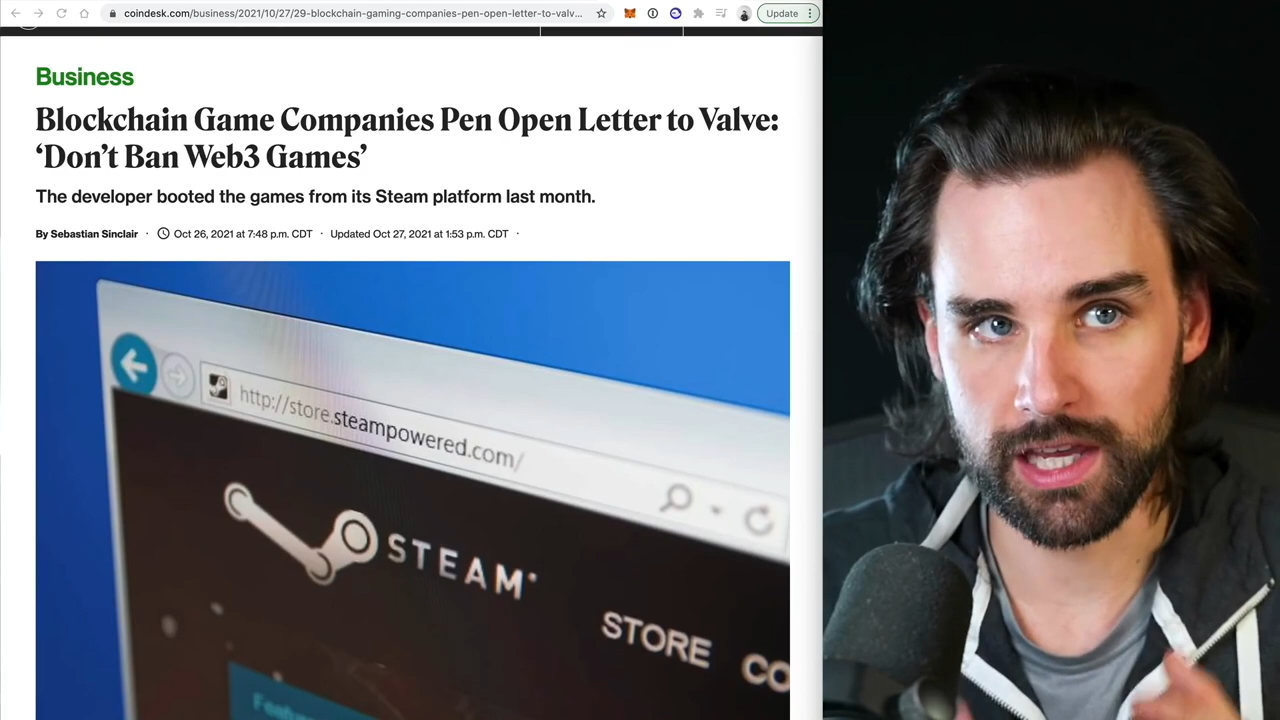 coindesk.com/business/2021/10/27/29-blockchain-gaming-companies-pen-open-letter-to-valv...
Update
Business
Blockchain Game Companies Pen Open Letter to Valve:
‘Don’t Ban Web3 Games’
The developer booted the games from its Steam platform last month.
By Sebastian Sinclair · Oct 26, 2021 at 7:48 p.m. CDT · Updated Oct 27, 2021 at 1:53 p.m. CDT ·
http://store.steampowered.com/
STEAM
STORE
CO